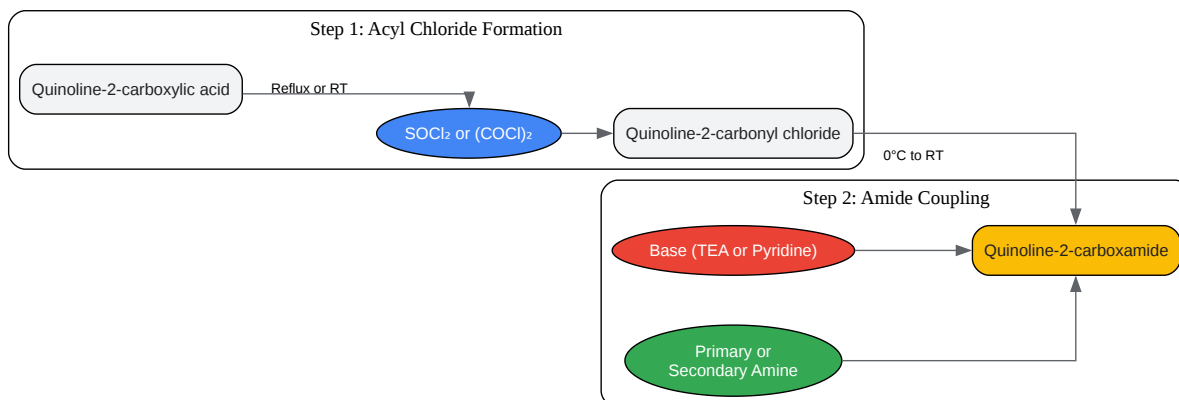 Step 1: Acyl Chloride Formation
Quinoline-2-carboxylic acid
Reflux or RT
SOCl₂ or (COCl)₂
Quinoline-2-carbonyl chloride
0°C to RT
Step 2: Amide Coupling
Base (TEA or Pyridine)
Quinoline-2-carboxamide
Primary or
Secondary Amine